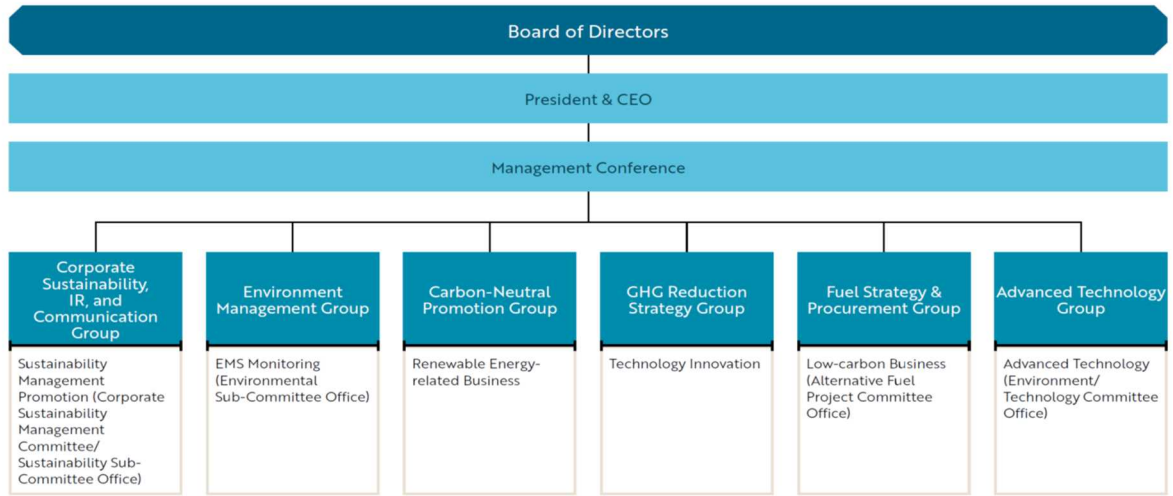 Board of Directors
President & CEO
Management Conference
Corporate
Sustainability,
IR, and
Communication
Group
Sustainability
Management
Promotion (Corporate
Sustainability
Management
Committee/
Sustainability Sub-
Committee Office)
Environment
Management Group
EMS Monitoring
(Environmental
Sub-Committee Office)
Carbon-Neutral
Promotion Group
Renewable Energy-
related Business
GHG Reduction
Strategy Group
Technology Innovation
Fuel Strategy &
Procurement Group
Low-carbon Business
(Alternative Fuel
Project Committee
Office)
Advanced Technology
Group
Advanced Technology
(Environment/
Technology Committee
Office)